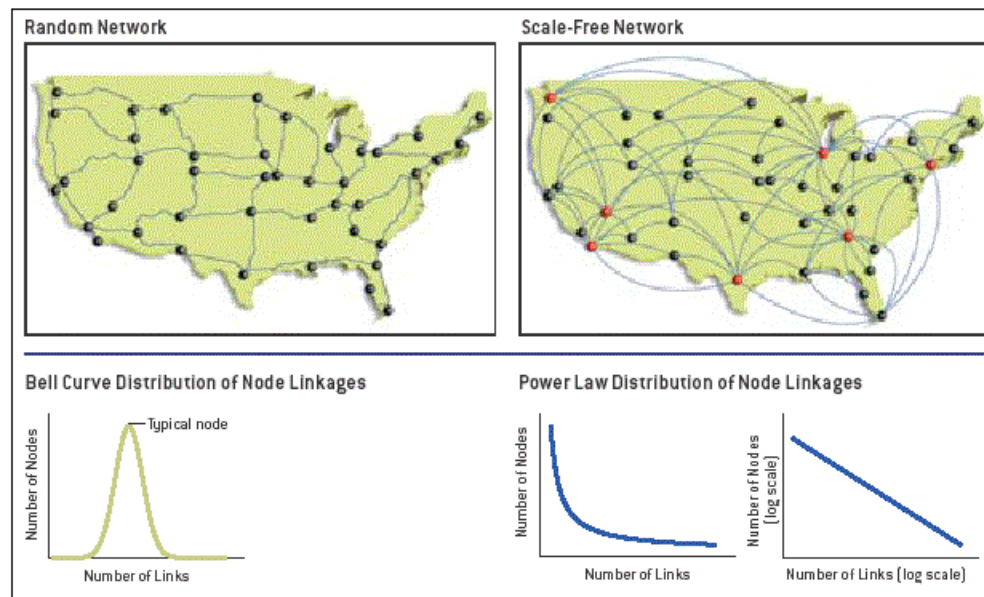 Random Network
Scale-Free Network
Bell Curve Distribution of Node Linkages
Number of Nodes
Typical node
Number of Links
Power Law Distribution of Node Linkages
Number of Nodes
Number of Links
Number of Nodes
(log scale)
Number of Links (log scale)